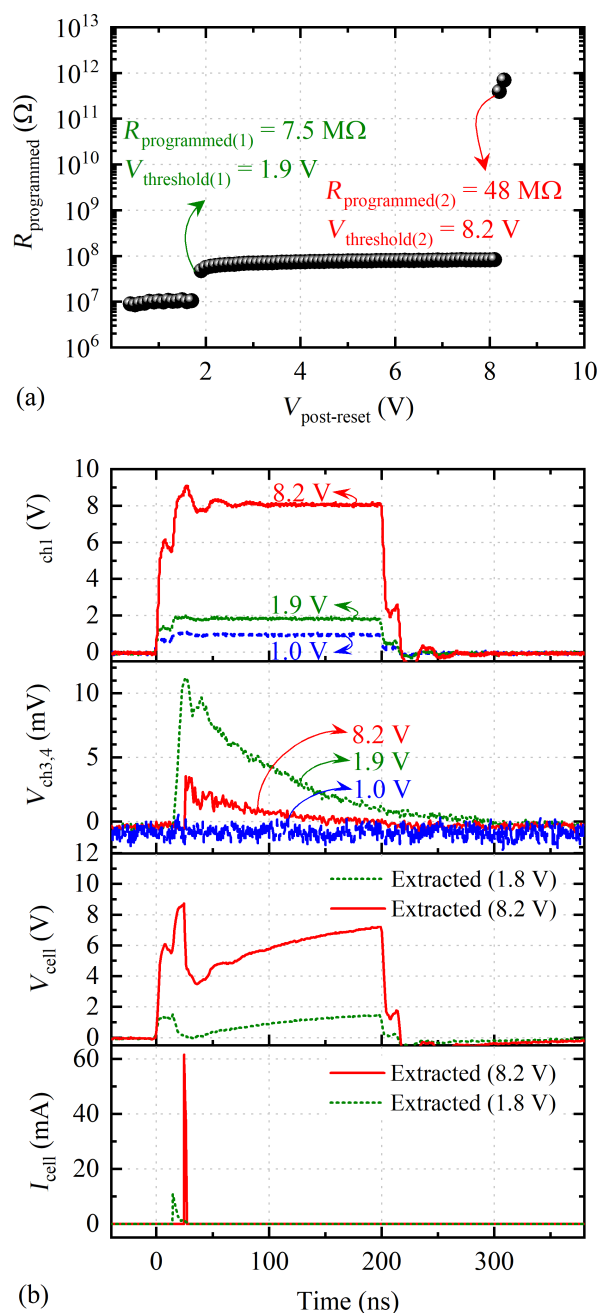 10^13
10^12
10^11
10^10
10^9
10^8
10^7
10^6
R_programmed (Ω)
R_programmed(1) = 7.5 MΩ
V_threshold(1) = 1.9 V
R_programmed(2) = 48 MΩ
V_threshold(2) = 8.2 V
2 4 6 8 10
V_post-reset (V)
(a)
10
8
6
4
2
0
ch1 (V)
8.2 V
1.9 V
1.0 V
10
5
0
V_ch3,4 (mV)
8.2 V
1.9 V
1.0 V
12
8
4
0
V_cell (V)
Extracted (1.8 V)
Extracted (8.2 V)
60
40
20
0
I_cell (mA)
Extracted (8.2 V)
Extracted (1.8 V)
0 100 200 300
Time (ns)
(b)